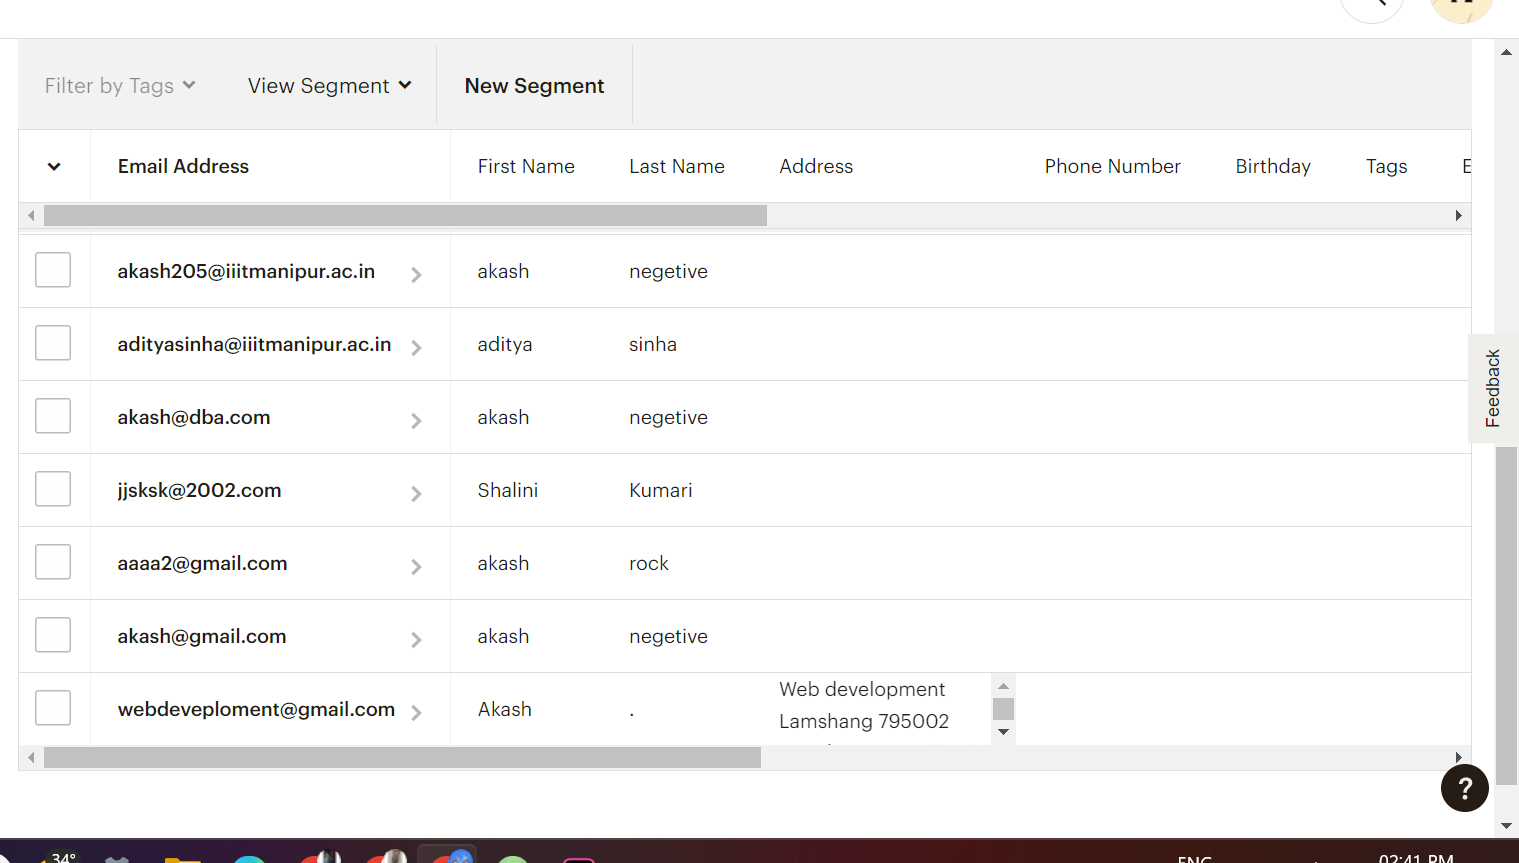 Filter by Tags View Segment New Segment
Email Address First Name Last Name Address Phone Number Birthday Tags
akash205@iiitmanipur.ac.in akash negetive
adityasinha@iiitmanipur.ac.in aditya sinha
akash@dba.com akash negetive
Feedback
jjsksk@2002.com Shalini Kumari
aaaa2@gmail.com akash rock
akash@gmail.com akash negetive
webdeveploment@gmail.com Akash . Web development
Lamshang 795002
?
34° ENG 02:41 PM